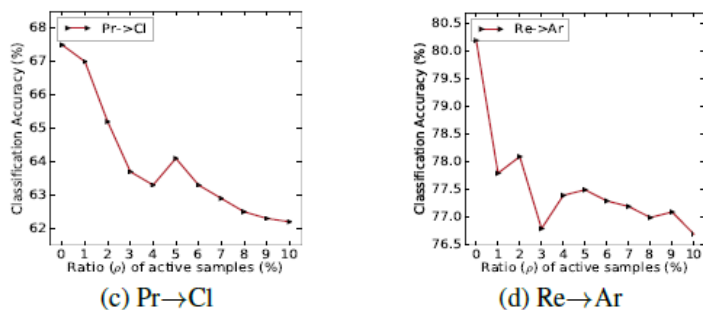 68
67
66
65
64
63
62
Classification Accuracy (%)
Pr->Cl
0 1 2 3 4 5 6 7 8 9 10
Ratio (ρ) of active samples (%)
(c) Pr→Cl
80.5
80.0
79.5
79.0
78.5
78.0
77.5
77.0
76.5
Classification Accuracy (%)
Re->Ar
0 1 2 3 4 5 6 7 8 9 10
Ratio (ρ) of active samples (%)
(d) Re→Ar